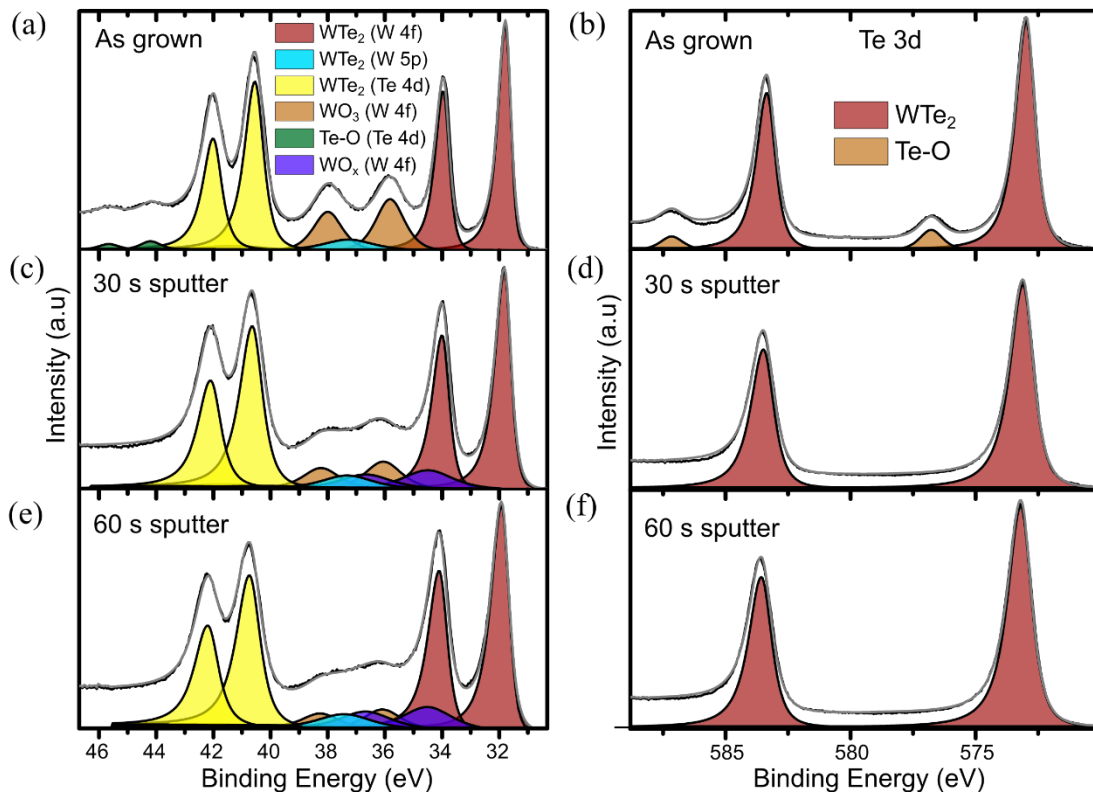 (a)
As grown
WTe₂ (W 4f)
WTe₂ (W 5p)
WTe₂ (Te 4d)
WO₃ (W 4f)
Te-O (Te 4d)
WOₓ (W 4f)
(b)
As grown
Te 3d
WTe₂
Te-O
(c)
30 s sputter
(d)
30 s sputter
(e)
60 s sputter
(f)
60 s sputter
Intensity (a.u)
Intensity (a.u)
46 44 42 40 38 36 34 32
Binding Energy (eV)
585 580 575
Binding Energy (eV)